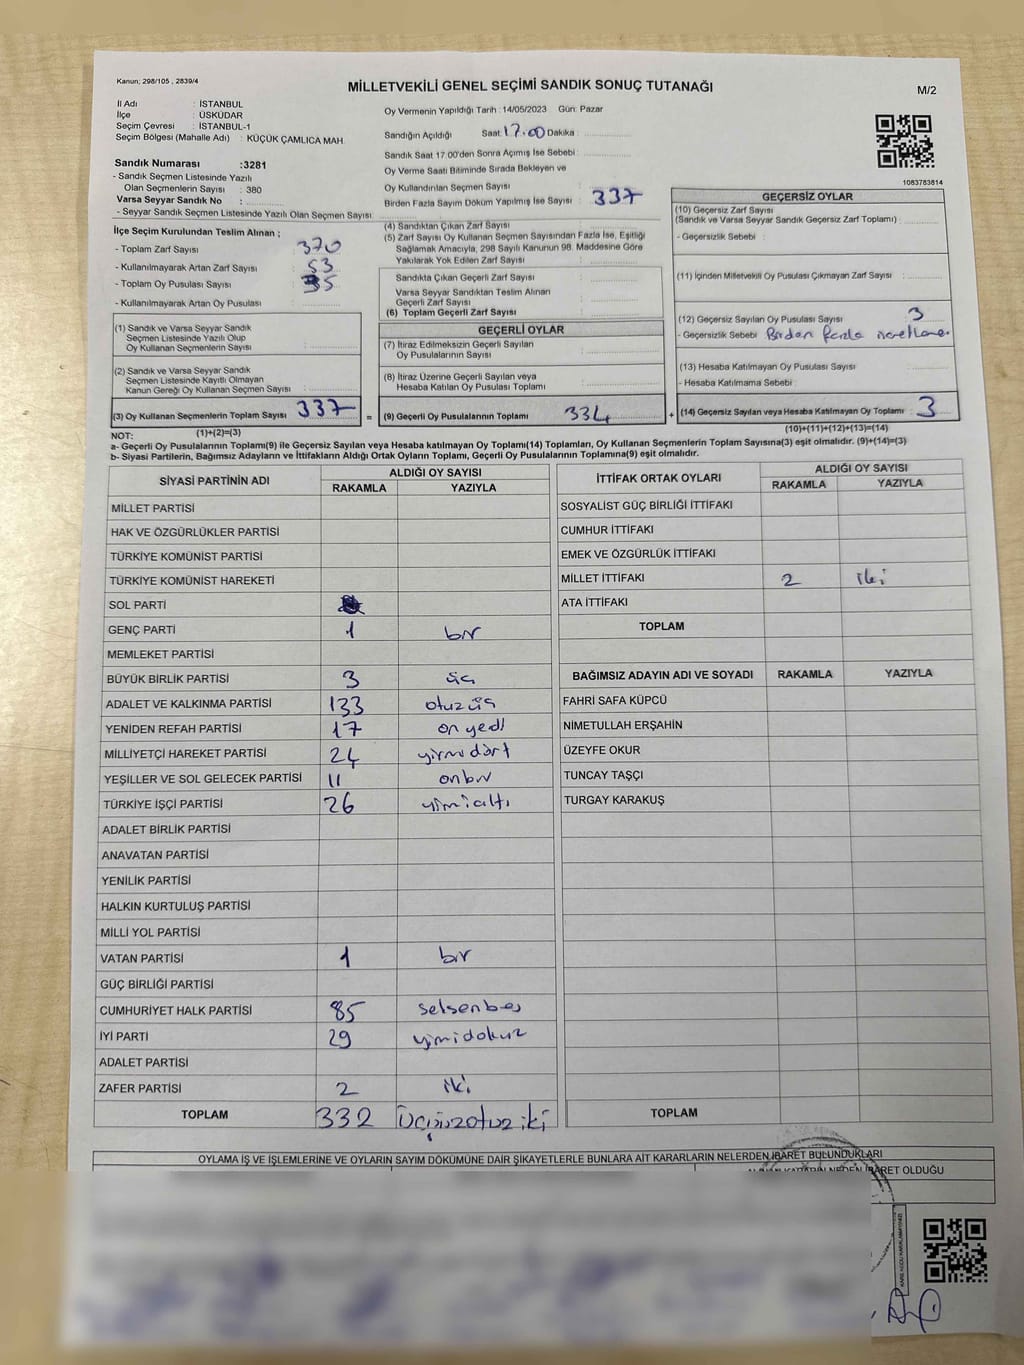 Kanun; 298/105 , 2839/4
MİLLETVEKİLİ GENEL SEÇİMİ SANDIK SONUÇ TUTANAĞI
M/2
İl Adı : İSTANBUL
İlçe : ÜSKÜDAR
Seçim Çevresi : İSTANBUL-1
Seçim Bölgesi (Mahalle Adı) : KÜÇÜK ÇAMLICA MAH.
Sandık Numarası :3281
- Sandık Seçmen Listesinde Yazılı
Olan Seçmenlerin Sayısı : 380
Varsa Seyyar Sandık No :
- Seyyar Sandık Seçmen Listesinde Yazılı Olan Seçmen Sayısı:
İlçe Seçim Kurulundan Teslim Alınan ;
- Toplam Zarf Sayısı : 370
- Kullanılmayarak Artan Zarf Sayısı : 53
- Toplam Oy Pusulası Sayısı :
- Kullanılmayarak Artan Oy Pusulası :
Oy Vermenin Yapıldığı Tarih : 14/05/2023 Gün: Pazar
Sandığın Açıldığı Saat: 17.00 Dakika :
Sandık Saat 17:00'den Sonra Açımış İse Sebebi :
Oy Verme Saati Bitiminde Sırada Bekleyen ve
Oy Kullandırılan Seçmen Sayısı :
Birden Fazla Sayım Döküm Yapılmış İse Sayısı : 337
(4) Sandıktan Çıkan Zarf Sayısı :
(5) Zarf Sayısı Oy Kullanan Seçmen Sayısından Fazla İse, Eşitliği
Sağlamak Amacıyla, 298 Sayılı Kanunun 98. Maddesine Göre
Yakılarak Yok Edilen Zarf Sayısı :
Sandıkta Çıkan Geçerli Zarf Sayısı :
Varsa Seyyar Sandıktan Teslim Alınan
Geçerli Zarf Sayısı :
(6) Toplam Geçerli Zarf Sayısı :
1083783814
GEÇERSİZ OYLAR
(10) Geçersiz Zarf Sayısı
(Sandık ve Varsa Seyyar Sandık Geçersiz Zarf Toplamı) :
- Geçersizlik Sebebi :
(11) İçinden Milletvekili Oy Pusulası Çıkmayan Zarf Sayısı :
(12) Geçersiz Sayılan Oy Pusulası Sayısı : 3
- Geçersizlik Sebebi Birden fazla
(13) Hesaba Katılmayan Oy Pusulası Sayısı :
- Hesaba Katılmama Sebebi
(1) Sandık ve Varsa Seyyar Sandık
Seçmen Listesinde Yazılı Olup
Oy Kullanan Seçmenlerin Sayısı :
(2) Sandık ve Varsa Seyyar Sandık
Seçmen Listesinde Kayıtlı Olmayan
Kanun Gereği Oy Kullanan Seçmen Sayısı :
GEÇERLİ OYLAR
(7) İtiraz Edilmeksizin Geçerli Sayılan
Oy Pusulalarının Sayısı :
(8) İtiraz Üzerine Geçerli Sayılan veya
Hesaba Katılan Oy Pusulası Toplamı :
(3) Oy Kullanan Seçmenlerin Toplam Sayısı 337 = (9) Geçerli Oy Pusulalarının Toplamı 334 + (14) Geçersiz Sayılan veya Hesaba Katılmayan Oy Toplamı : 3
(1)+(2)=(3)
(10)+(11)+(12)+(13)=(14)
NOT:
a- Geçerli Oy Pusulalarının Toplamı(9) ile Geçersiz Sayılan veya Hesaba katılmayan Oy Toplamı(14) Toplamları, Oy Kullanan Seçmenlerin Toplam Sayısına(3) eşit olmalıdır. (9)+(14)=(3)
b- Siyasi Partilerin, Bağımsız Adayların ve İttifakların Aldığı Ortak Oyların Toplamı, Geçerli Oy Pusulalarının Toplamına(9) eşit olmalıdır.
SİYASİ PARTİNİN ADI ALDIĞI OY SAYISI
RAKAMLA YAZIYLA
MİLLET PARTİSİ
HAK VE ÖZGÜRLÜKLER PARTİSİ
TÜRKİYE KOMÜNİST PARTİSİ
TÜRKİYE KOMÜNİST HAREKETİ
SOL PARTİ
GENÇ PARTİ 1 bir
MEMLEKET PARTİSİ
BÜYÜK BİRLİK PARTİSİ 3 üç
ADALET VE KALKINMA PARTİSİ 133 otuzüç
YENİDEN REFAH PARTİSİ 17 on yedi
MİLLİYETÇİ HAREKET PARTİSİ 24 yirmi dört
YEŞİLLER VE SOL GELECEK PARTİSİ 11 onbir
TÜRKİYE İŞÇİ PARTİSİ 26 yimialtı
ADALET BİRLİK PARTİSİ
ANAVATAN PARTİSİ
YENİLİK PARTİSİ
HALKIN KURTULUŞ PARTİSİ
MİLLİ YOL PARTİSİ
VATAN PARTİSİ 1 bir
GÜÇ BİRLİĞİ PARTİSİ
CUMHURİYET HALK PARTİSİ 85 seksenbeş
İYİ PARTİ 29 yimidokuz
ADALET PARTİSİ
ZAFER PARTİSİ 2 iki
TOPLAM 332 üçyüzotuziki
İTTİFAK ORTAK OYLARI ALDIĞI OY SAYISI
RAKAMLA YAZIYLA
SOSYALİST GÜÇ BİRLİĞİ İTTİFAKI
CUMHUR İTTİFAKI
EMEK VE ÖZGÜRLÜK İTTİFAKI
MİLLET İTTİFAKI 2 iki
ATA İTTİFAKI
TOPLAM
BAĞIMSIZ ADAYIN ADI VE SOYADI RAKAMLA YAZIYLA
FAHRİ SAFA KÜPCÜ
NİMETULLAH ERŞAHİN
ÜZEYFE OKUR
TUNCAY TAŞÇI
TURGAY KARAKUŞ
TOPLAM
OYLAMA İŞ VE İŞLEMLERİNE VE OYLARIN SAYIM DÖKÜMÜNE DAİR ŞİKAYETLERLE BUNLARA AİT KARARLARIN NELERDEN İBARET BULUNDUKLARI
NEDEN İBARET OLDUĞU